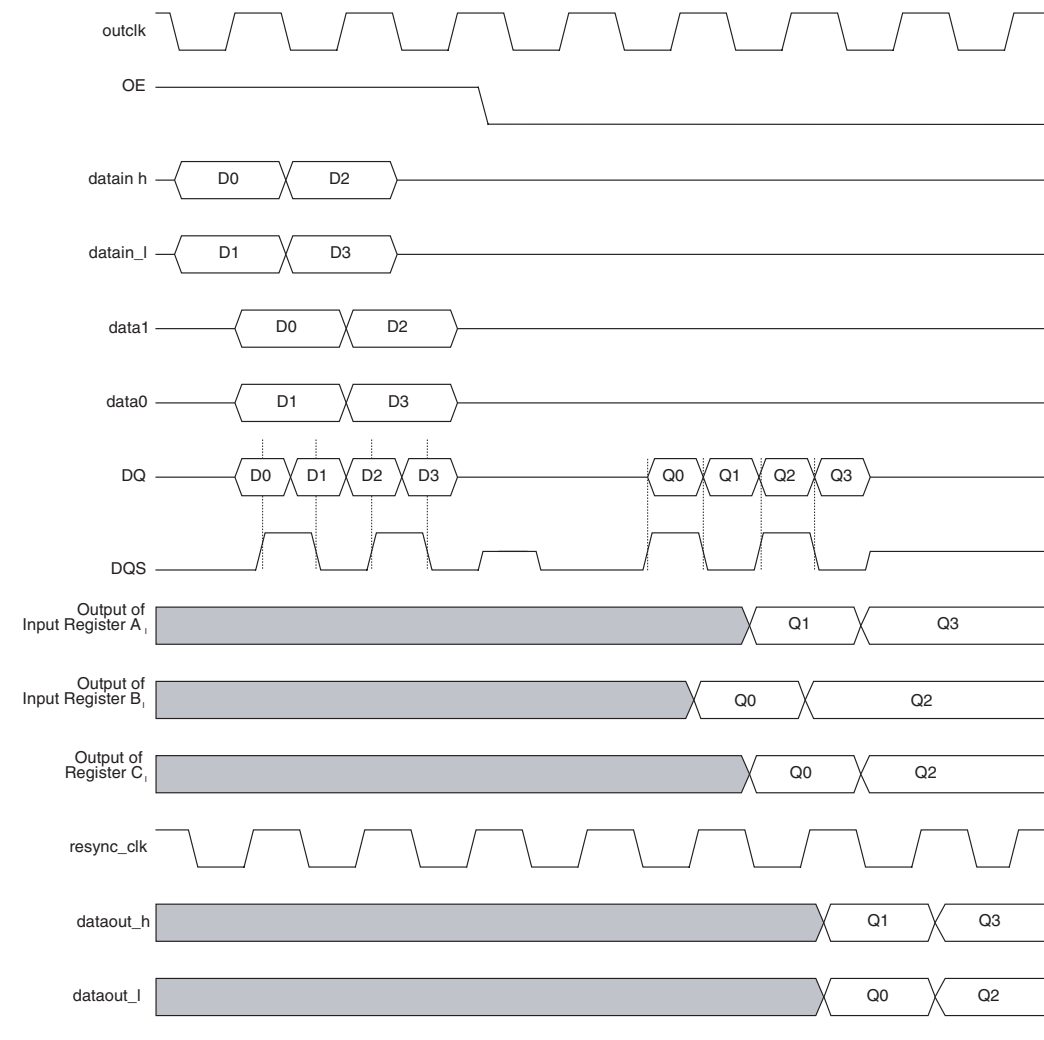 outclk
OE
datain h
D0 D2
datain_l
D1 D3
data1
D0 D2
data0
D1 D3
DQ
D0 D1 D2 D3 Q0 Q1 Q2 Q3
DQS
Output of
Input Register A I
Q1 Q3
Output of
Input Register B I
Q0 Q2
Output of
Register C I
Q0 Q2
resync_clk
dataout_h
Q1 Q3
dataout_l
Q0 Q2